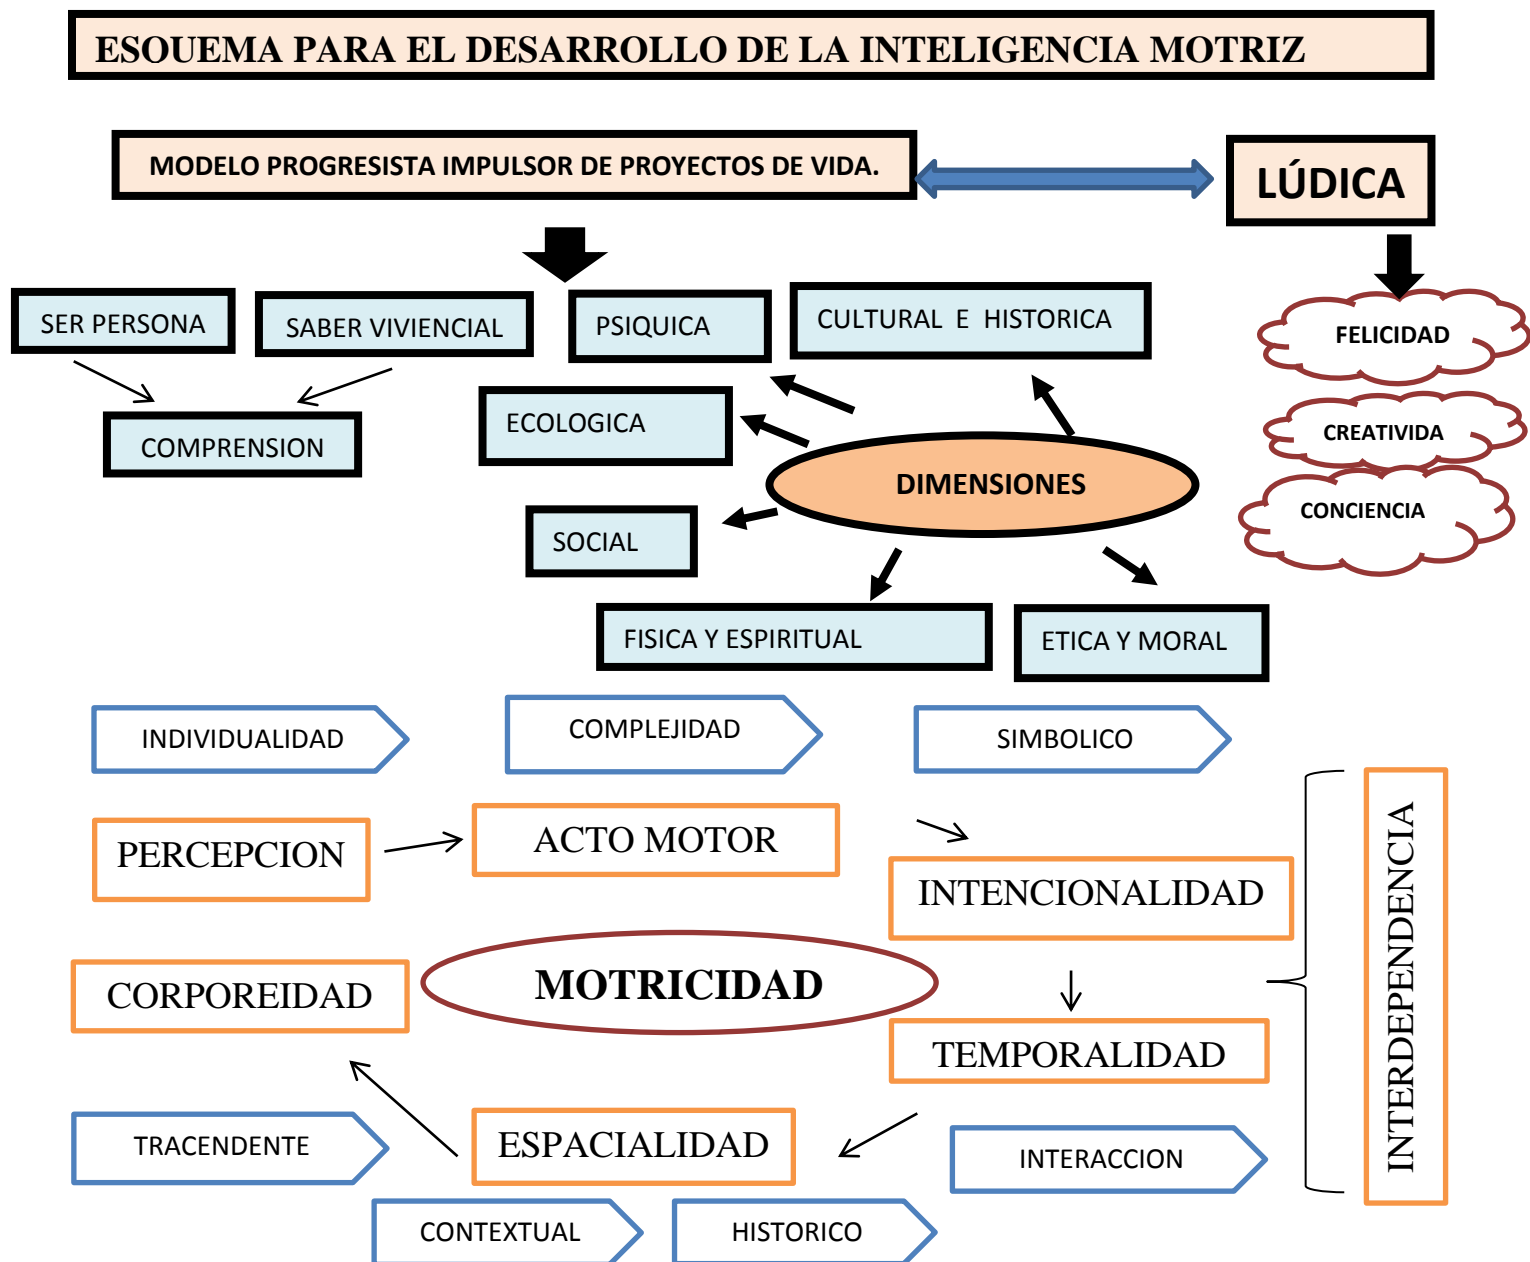 ESQUEMA PARA EL DESARROLLO DE LA INTELIGENCIA MOTRIZ
MODELO PROGRESISTA IMPULSOR DE PROYECTOS DE VIDA.
LÚDICA
SER PERSONA
SABER VIVIENCIAL
PSIQUICA
CULTURAL E HISTORICA
FELICIDAD
ECOLOGICA
COMPRENSION
CREATIVIDA
DIMENSIONES
CONCIENCIA
SOCIAL
FISICA Y ESPIRITUAL
ETICA Y MORAL
INDIVIDUALIDAD
COMPLEJIDAD
SIMBOLICO
PERCEPCION
ACTO MOTOR
INTENCIONALIDAD
INTERDEPENDENCIA
CORPOREIDAD
MOTRICIDAD
TEMPORALIDAD
TRACENDENTE
ESPACIALIDAD
INTERACCION
CONTEXTUAL
HISTORICO